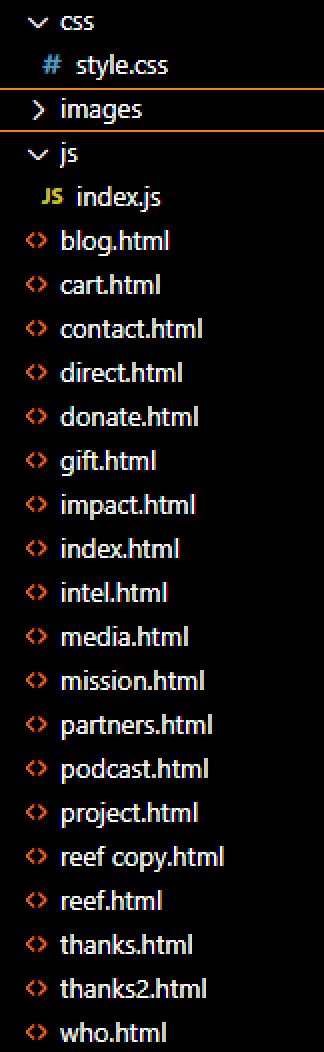 css
# style.css
images
js
JS index.js
<> blog.html
<> cart.html
<> contact.html
<> direct.html
<> donate.html
<> gift.html
<> impact.html
<> index.html
<> intel.html
<> media.html
<> mission.html
<> partners.html
<> podcast.html
<> project.html
<> reef copy.html
<> reef.html
<> thanks.html
<> thanks2.html
<> who.html